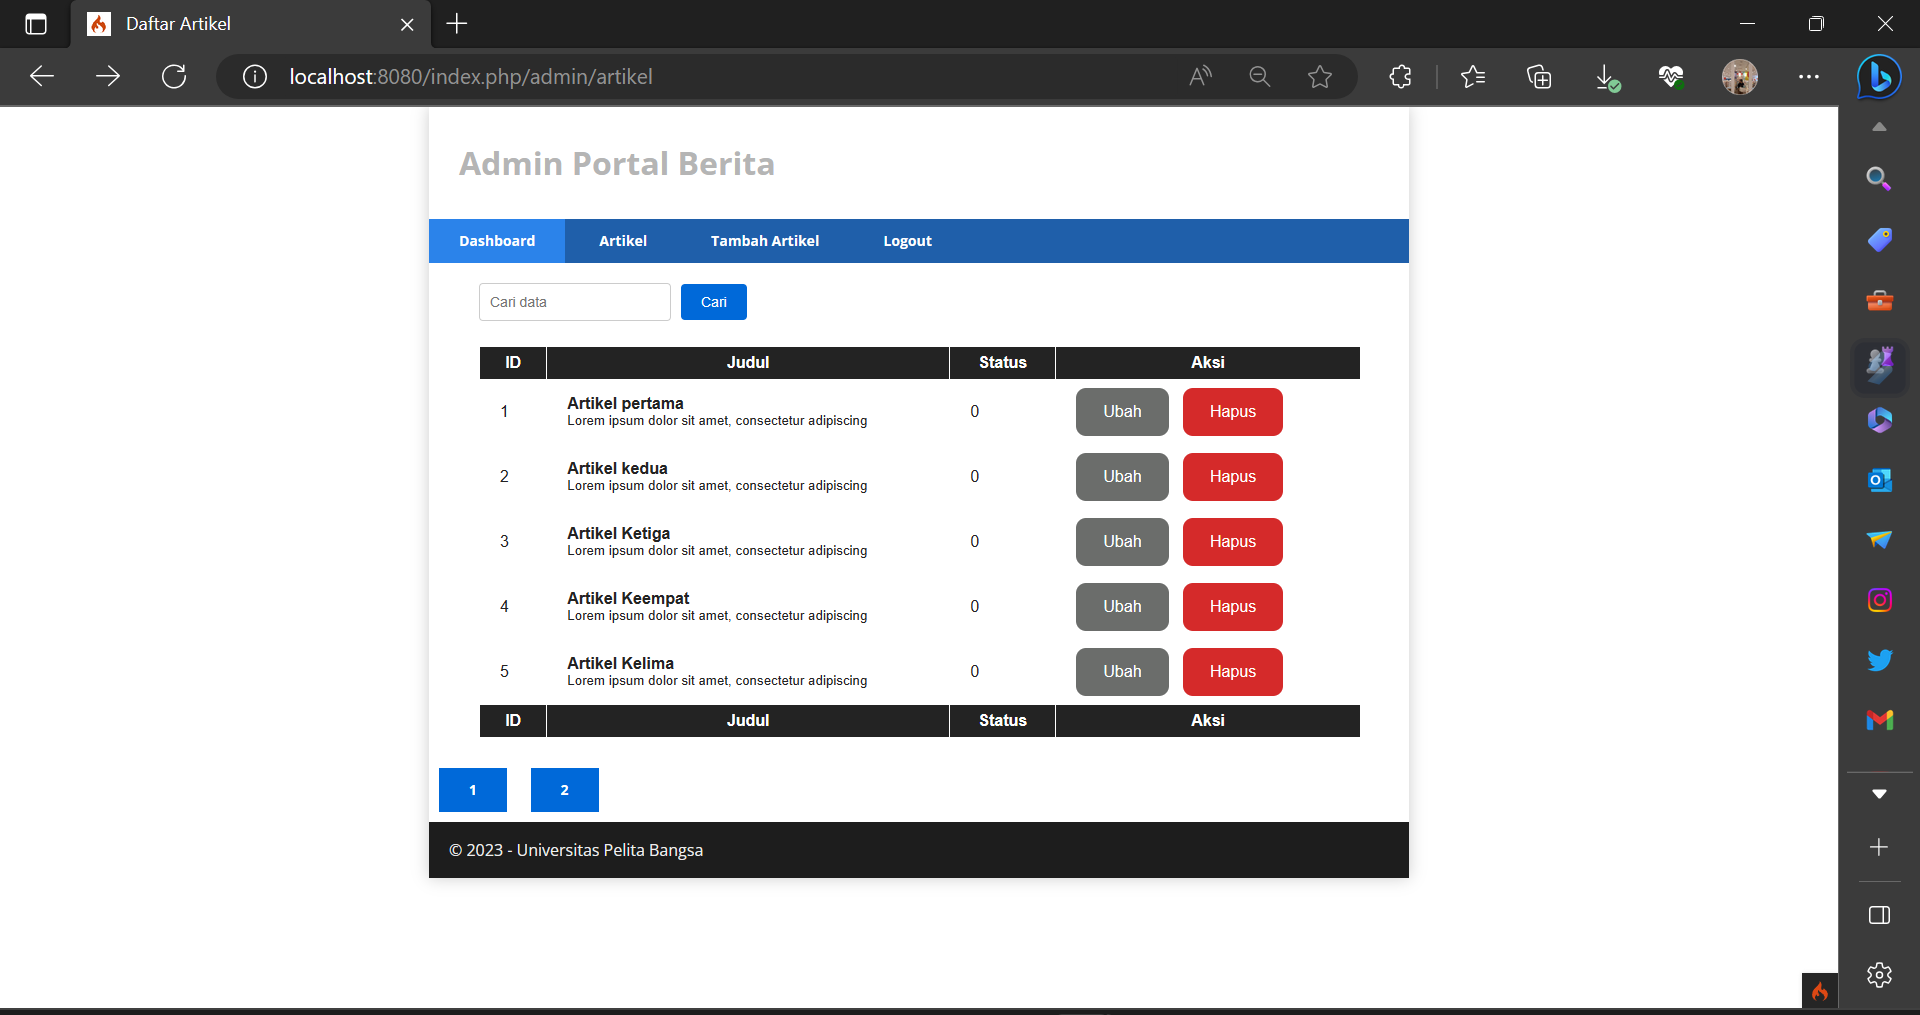 Daftar Artikel
localhost:8080/index.php/admin/artikel
Admin Portal Berita
Dashboard Artikel Tambah Artikel Logout
Cari data Cari
ID Judul Status Aksi
1 Artikel pertama 0 Ubah Hapus
Lorem ipsum dolor sit amet, consectetur adipiscing
2 Artikel kedua 0 Ubah Hapus
Lorem ipsum dolor sit amet, consectetur adipiscing
3 Artikel Ketiga 0 Ubah Hapus
Lorem ipsum dolor sit amet, consectetur adipiscing
4 Artikel Keempat 0 Ubah Hapus
Lorem ipsum dolor sit amet, consectetur adipiscing
5 Artikel Kelima 0 Ubah Hapus
Lorem ipsum dolor sit amet, consectetur adipiscing
ID Judul Status Aksi
1 2
© 2023 - Universitas Pelita Bangsa